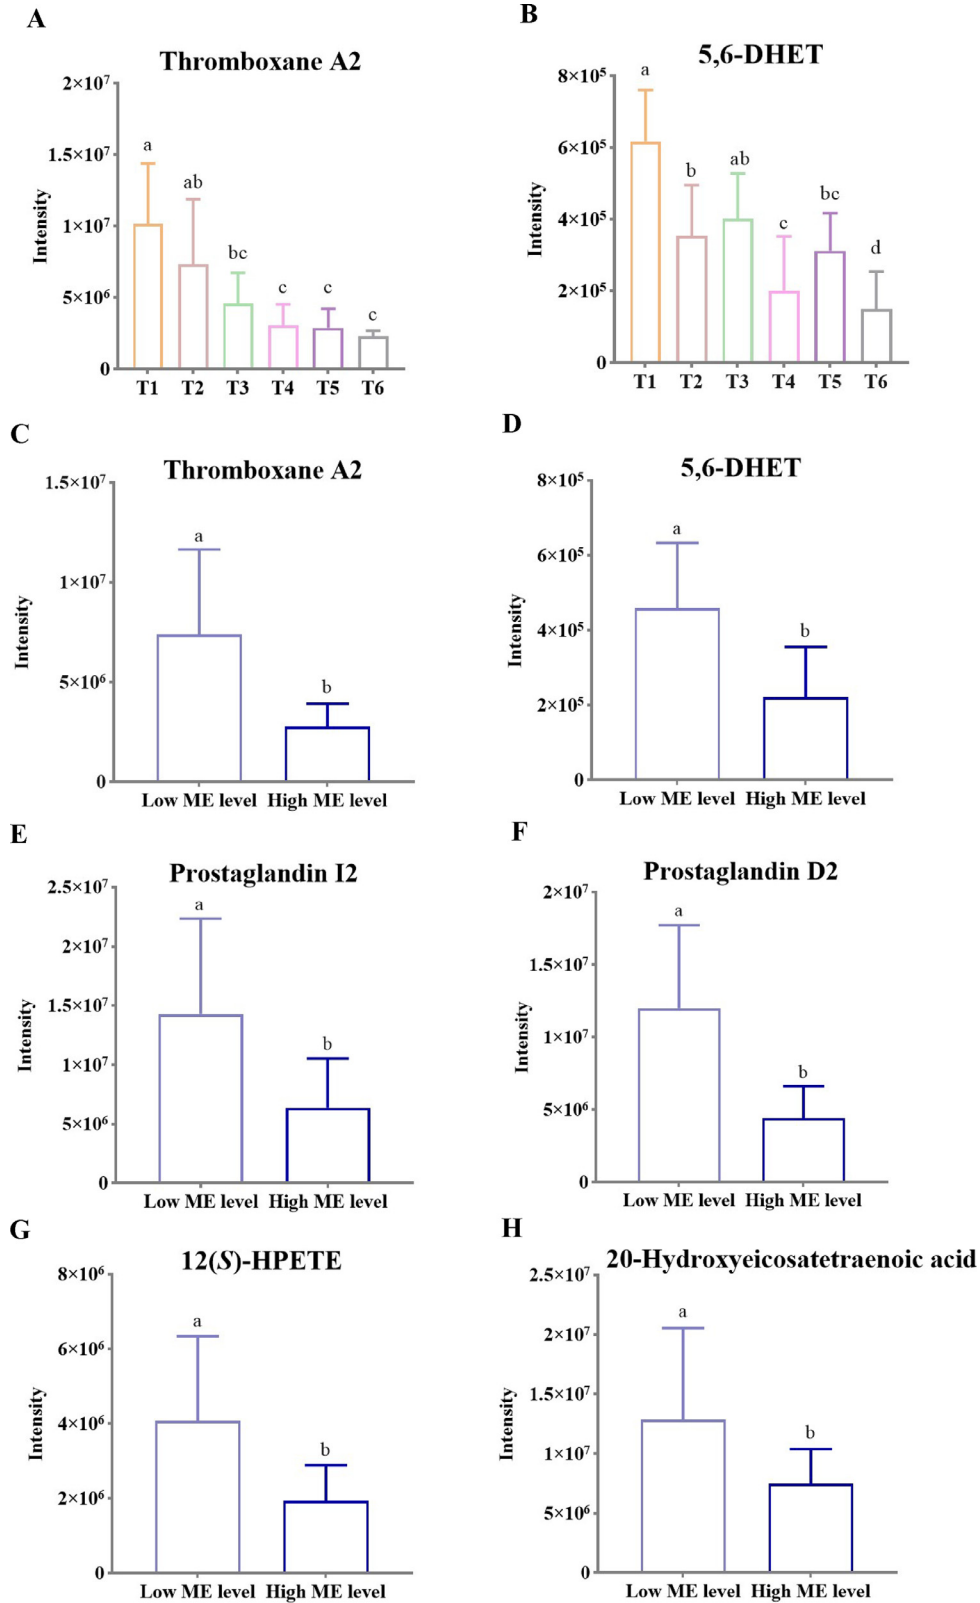 A
Thromboxane A2
2×10⁷
1.5×10⁷
1×10⁷
5×10⁶
0
Intensity
a
ab
bc
c
c
c
T1 T2 T3 T4 T5 T6
B
5,6-DHET
8×10⁵
6×10⁵
4×10⁵
2×10⁵
0
Intensity
a
b
ab
c
bc
d
T1 T2 T3 T4 T5 T6
C
Thromboxane A2
1.5×10⁷
1×10⁷
5×10⁶
0
Intensity
a
b
Low ME level High ME level
D
5,6-DHET
8×10⁵
6×10⁵
4×10⁵
2×10⁵
0
Intensity
a
b
Low ME level High ME level
E
Prostaglandin I2
2.5×10⁷
2×10⁷
1.5×10⁷
1×10⁷
5×10⁶
0
Intensity
a
b
Low ME level High ME level
F
Prostaglandin D2
2×10⁷
1.5×10⁷
1×10⁷
5×10⁶
0
Intensity
a
b
Low ME level High ME level
G
12(S)-HPETE
8×10⁶
6×10⁶
4×10⁶
2×10⁶
0
Intensity
a
b
Low ME level High ME level
H
20-Hydroxyeicosatetraenoic acid
2.5×10⁷
2×10⁷
1.5×10⁷
1×10⁷
5×10⁶
0
Intensity
a
b
Low ME level High ME level